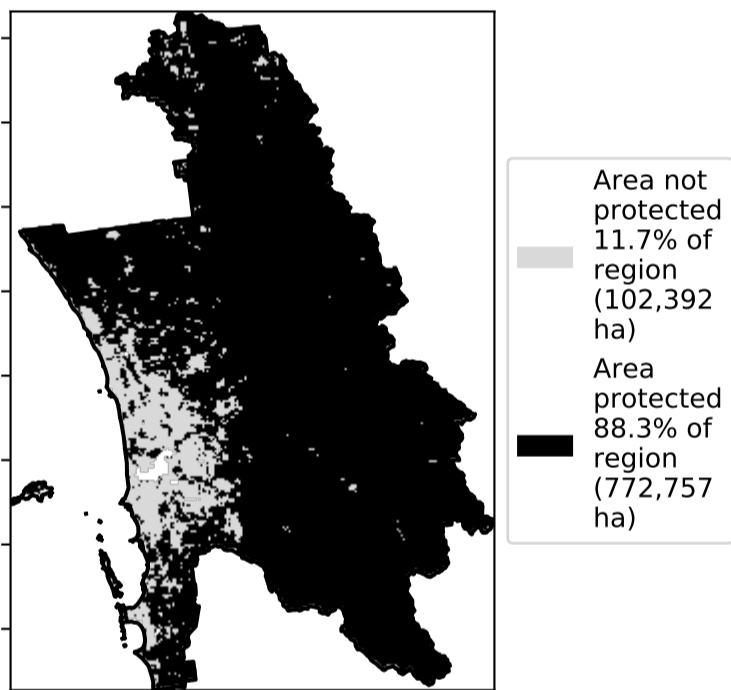 Area not
protected
11.7% of
region
(102,392
ha)
Area
protected
88.3% of
region
(772,757
ha)